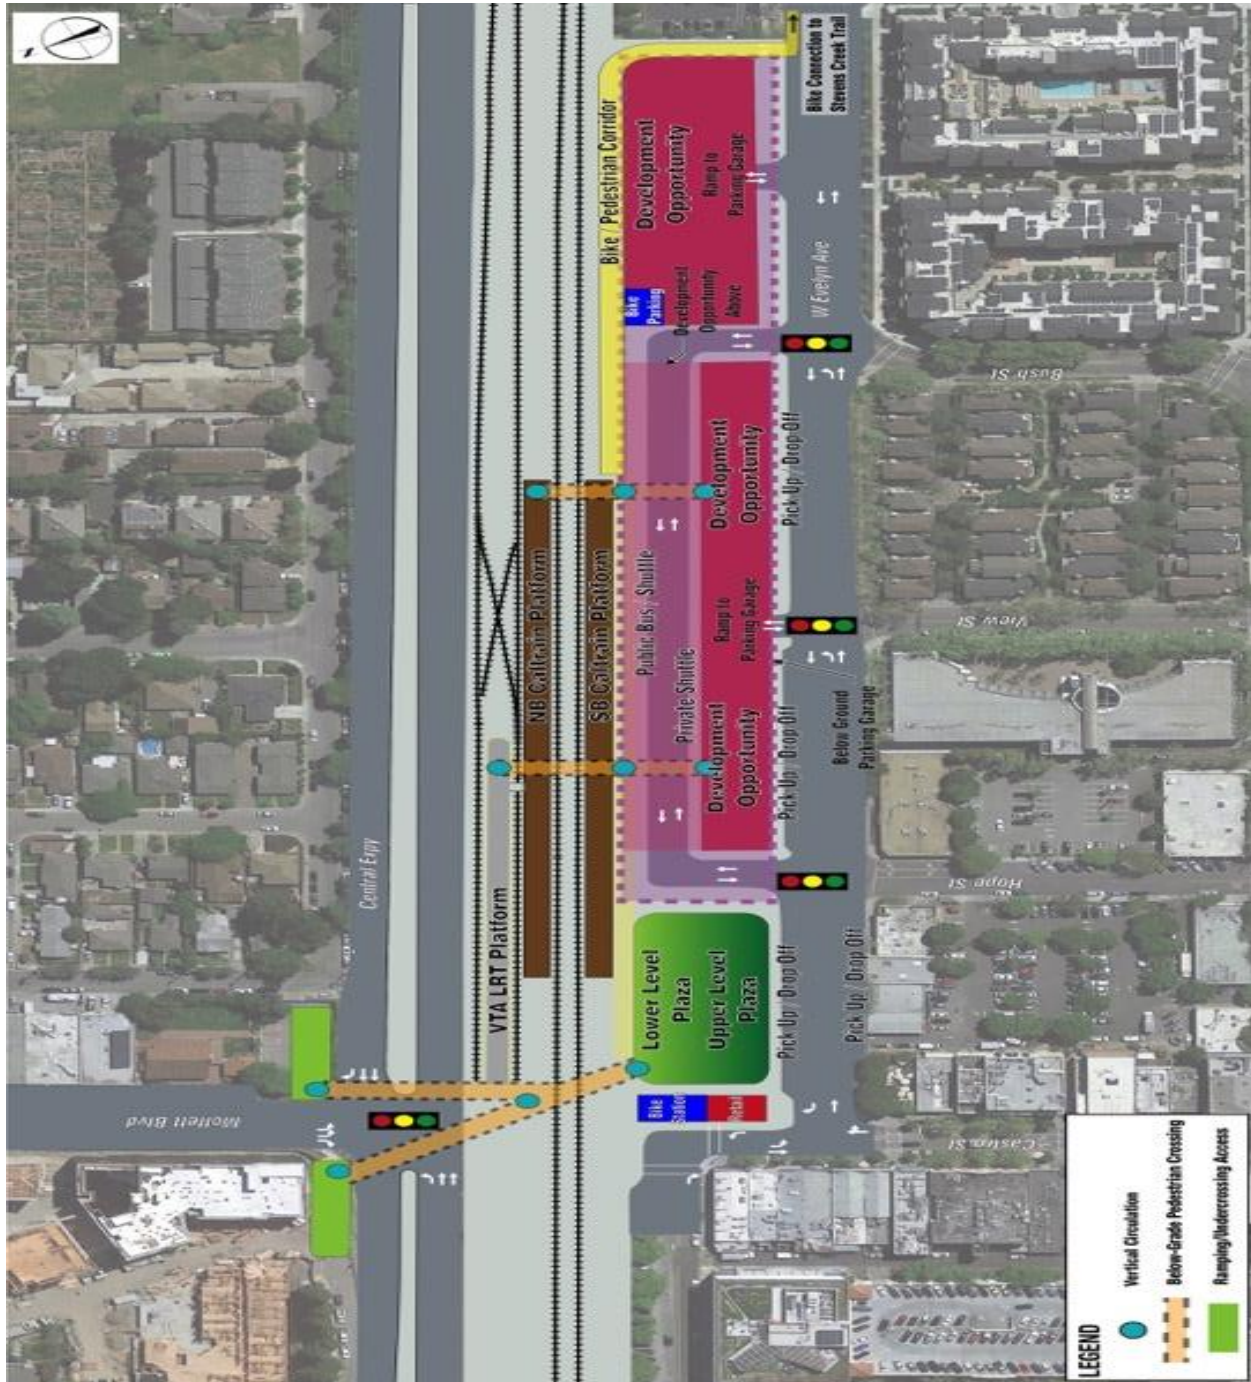 Moffett Blvd
Central Expy
VTA LRT Platform
NB Caltrain Platform
SB Caltrain Platform
Bike / Pedestrian Corridor
Lower Level
Plaza
Upper Level
Plaza
Bike
Station
Retail
Public Bus / Shuttle
Private Shuttle
Bike
Parking
Development
Opportunity
Above
Development
Opportunity
Ramp to
Parking Garage
Development
Opportunity
Ramp to
Parking Garage
Development
Opportunity
Pick Up / Drop Off
Pick Up / Drop Off
Pick Up / Drop Off
Pick Up / Drop Off
Below Ground
Parking Garage
W Evelyn Ave
Bike Connection to
Stevens Creek Trail
Castro St
Hope St
View St
Bush St
LEGEND
Vertical Circulation
Below-Grade Pedestrian Crossing
Ramping/Undercrossing Access